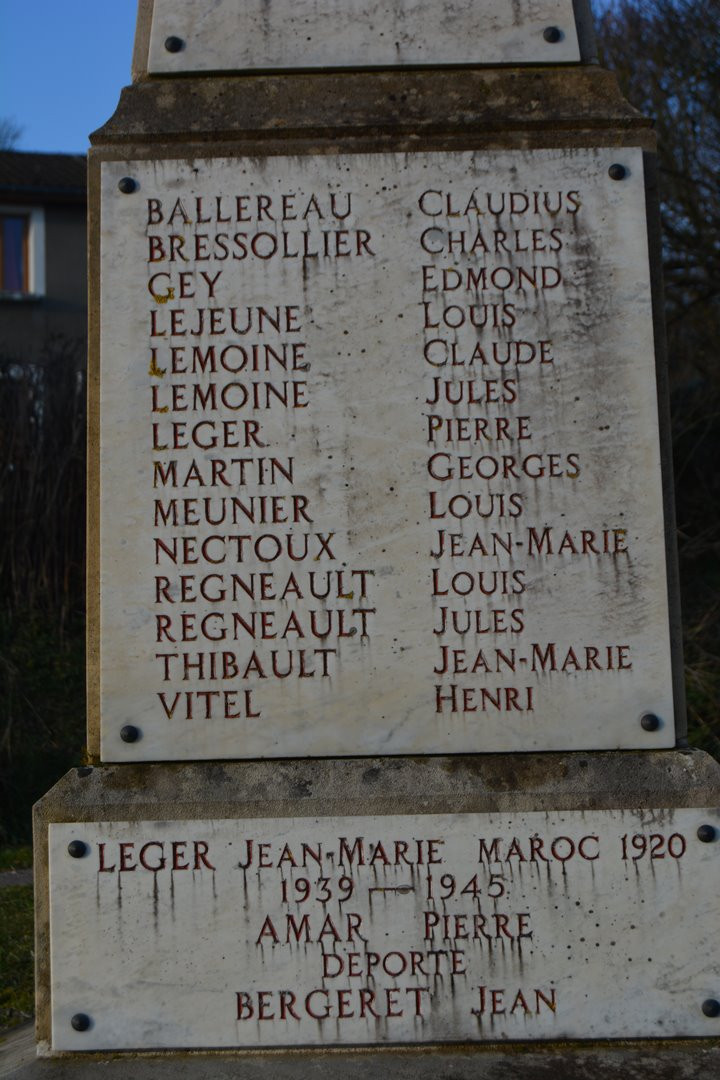 BALLEREAU CLAUDIUS
BRESSOLLIER CHARLES
GEY EDMOND
LEJEUNE LOUIS
LEMOINE CLAUDE
LEMOINE JULES
LEGER PIERRE
MARTIN GEORGES
MEUNIER LOUIS
NECTOUX JEAN-MARIE
REGNEAULT LOUIS
REGNEAULT JULES
THIBAULT JEAN-MARIE
VITEL HENRI
LEGER JEAN-MARIE MAROC 1920
1939 — 1945
AMAR PIERRE
DEPORTE
BERGERET JEAN